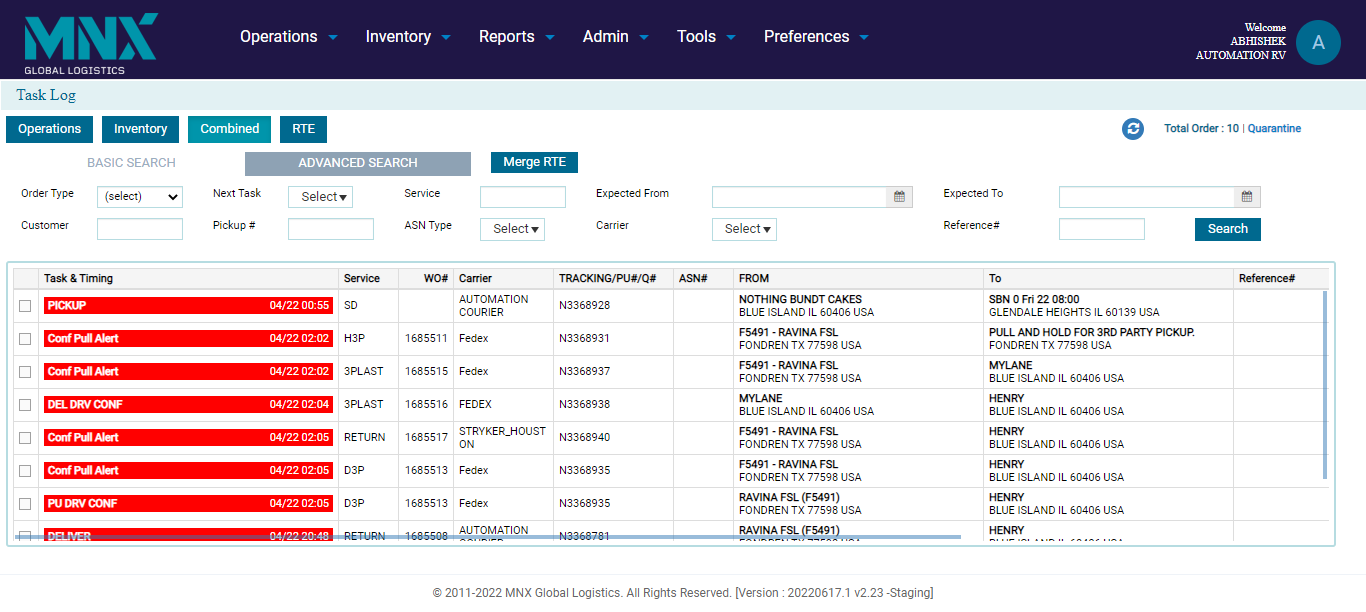 MNX
GLOBAL LOGISTICS
Operations Inventory Reports Admin Tools Preferences
Welcome
ABHISHEK
AUTOMATION RV
A
Task Log
Operations Inventory Combined RTE
Total Order : 10 | Quarantine
BASIC SEARCH ADVANCED SEARCH Merge RTE
Order Type (select) Next Task Select Service Expected From Expected To
Customer Pickup # ASN Type Select Carrier Select Reference# Search
Task & Timing Service WO# Carrier TRACKING/PU#/Q# ASN# FROM To Reference#
PICKUP 04/22 00:55 SD AUTOMATION COURIER N3368928 NOTHING BUNDT CAKES SBN 0 Fri 22 08:00
BLUE ISLAND IL 60406 USA GLENDALE HEIGHTS IL 60139 USA
Conf Pull Alert 04/22 02:02 H3P 1685511 Fedex N3368931 F5491 - RAVINA FSL PULL AND HOLD FOR 3RD PARTY PICKUP.
FONDREN TX 77598 USA FONDREN TX 77598 USA
Conf Pull Alert 04/22 02:02 3PLAST 1685515 Fedex N3368937 F5491 - RAVINA FSL MYLANE
FONDREN TX 77598 USA BLUE ISLAND IL 60406 USA
DEL DRV CONF 04/22 02:04 3PLAST 1685516 FEDEX N3368938 MYLANE HENRY
BLUE ISLAND IL 60406 USA BLUE ISLAND IL 60406 USA
Conf Pull Alert 04/22 02:05 RETURN 1685517 STRYKER_HOUSTON N3368940 F5491 - RAVINA FSL HENRY
FONDREN TX 77598 USA BLUE ISLAND IL 60406 USA
Conf Pull Alert 04/22 02:05 D3P 1685513 Fedex N3368935 F5491 - RAVINA FSL HENRY
FONDREN TX 77598 USA BLUE ISLAND IL 60406 USA
PU DRV CONF 04/22 02:05 D3P 1685513 Fedex N3368935 RAVINA FSL (F5491) HENRY
FONDREN TX 77598 USA BLUE ISLAND IL 60406 USA
DELIVER 04/22 20:48 RETURN 1685508 AUTOMATION N3368781 RAVINA FSL (F5491) HENRY
© 2011-2022 MNX Global Logistics. All Rights Reserved. [Version : 20220617.1 v2.23 -Staging]